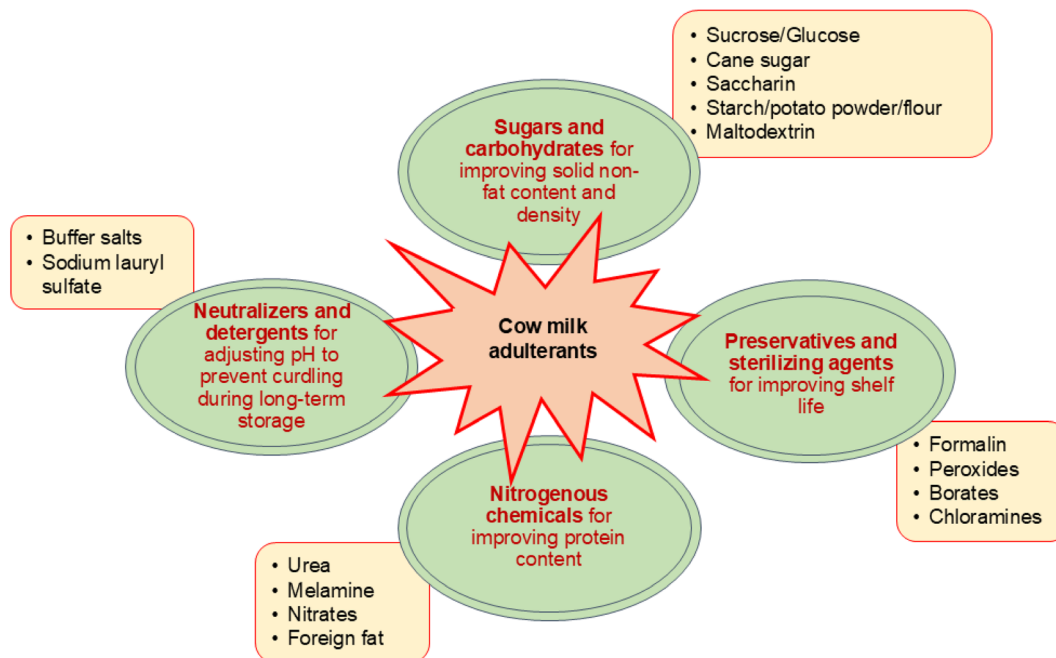 • Sucrose/Glucose
• Cane sugar
• Saccharin
• Starch/potato powder/flour
• Maltodextrin
Sugars and
carbohydrates for
improving solid non-
fat content and
density
• Buffer salts
• Sodium lauryl
sulfate
Neutralizers and
detergents for
adjusting pH to
prevent curdling
during long-term
storage
Cow milk
adulterants
Preservatives and
sterilizing agents
for improving shelf
life
• Formalin
• Peroxides
• Borates
• Chloramines
Nitrogenous
chemicals for
improving protein
content
• Urea
• Melamine
• Nitrates
• Foreign fat